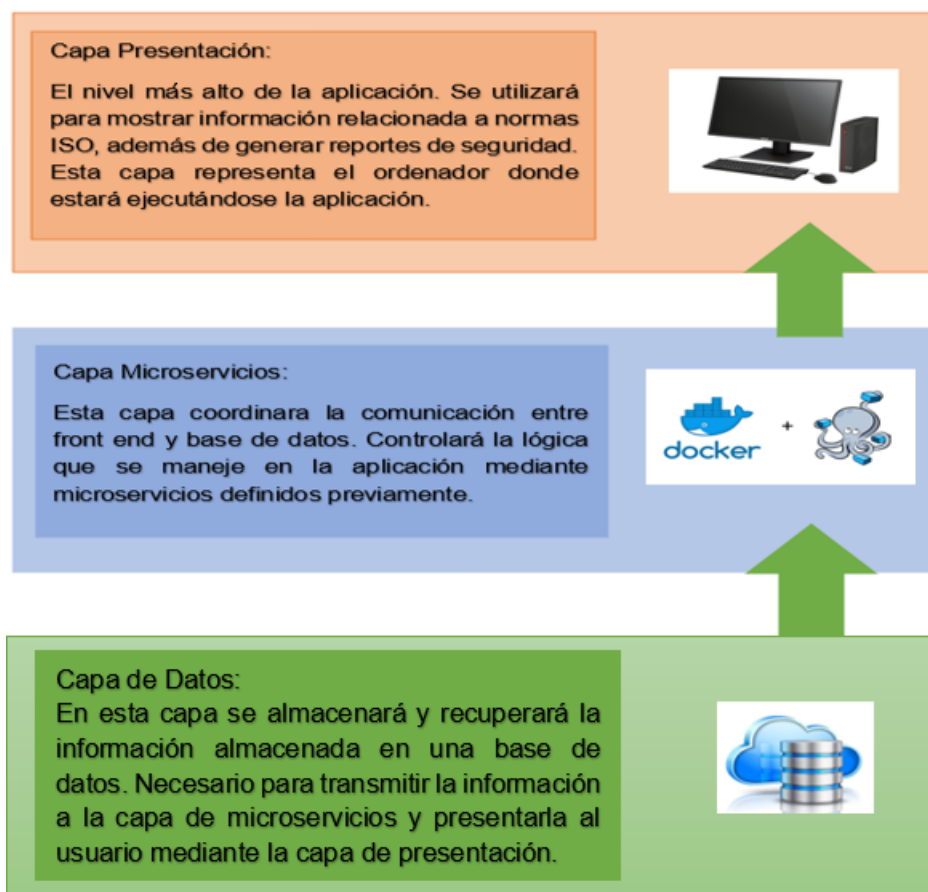 Capa Presentación:
El nivel más alto de la aplicación. Se utilizará
para mostrar información relacionada a normas
ISO, además de generar reportes de seguridad.
Esta capa representa el ordenador donde
estará ejecutándose la aplicación.
Capa Microservicios:
Esta capa coordinara la comunicación entre
front end y base de datos. Controlará la lógica
que se maneje en la aplicación mediante
microservicios definidos previamente.
docker
+
Capa de Datos:
En esta capa se almacenará y recuperará la
información almacenada en una base de
datos. Necesario para transmitir la información
a la capa de microservicios y presentarla al
usuario mediante la capa de presentación.